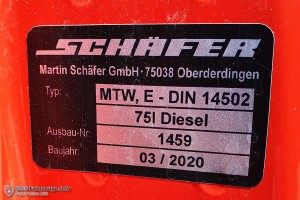 SCHÄFER
Martin Schäfer GmbH · 75038 Oberderdingen
Typ: MTW, E - DIN 14502
75l Diesel
Ausbau-Nr: 1459
Baujahr: 03 / 2020